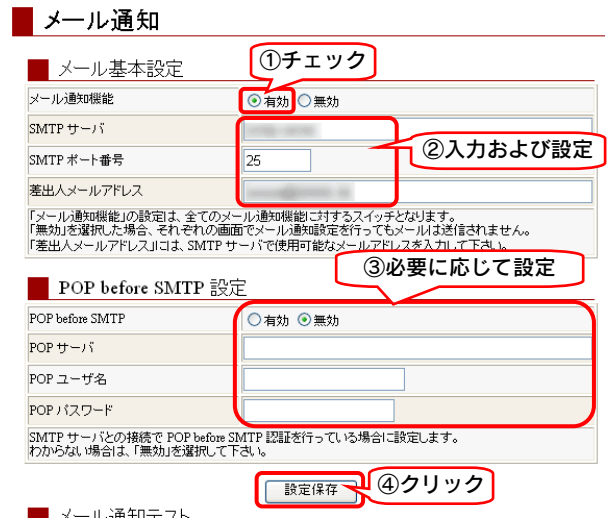 メール通知
メール基本設定
①チェック
メール通知機能 有効 無効
SMTP サーバ
②入力および設定
SMTP ポート番号 25
差出人メールアドレス
「メール通知機能」の設定は、全てのメール通知機能に対するスイッチとなります。
「無効」を選択した場合、それぞれの画面でメール通知設定を行ってもメールは送信されません。
「差出人メールアドレス」には、SMTP サーバで使用可能なメールアドレスを入力して下さい。
③必要に応じて設定
POP before SMTP 設定
POP before SMTP 有効 無効
POP サーバ
POP ユーザ名
POP パスワード
SMTP サーバとの接続で POP before SMTP 認証を行っている場合に設定します。
わからない場合は、「無効」を選択して下さい。
設定保存
④クリック
メール通知テスト